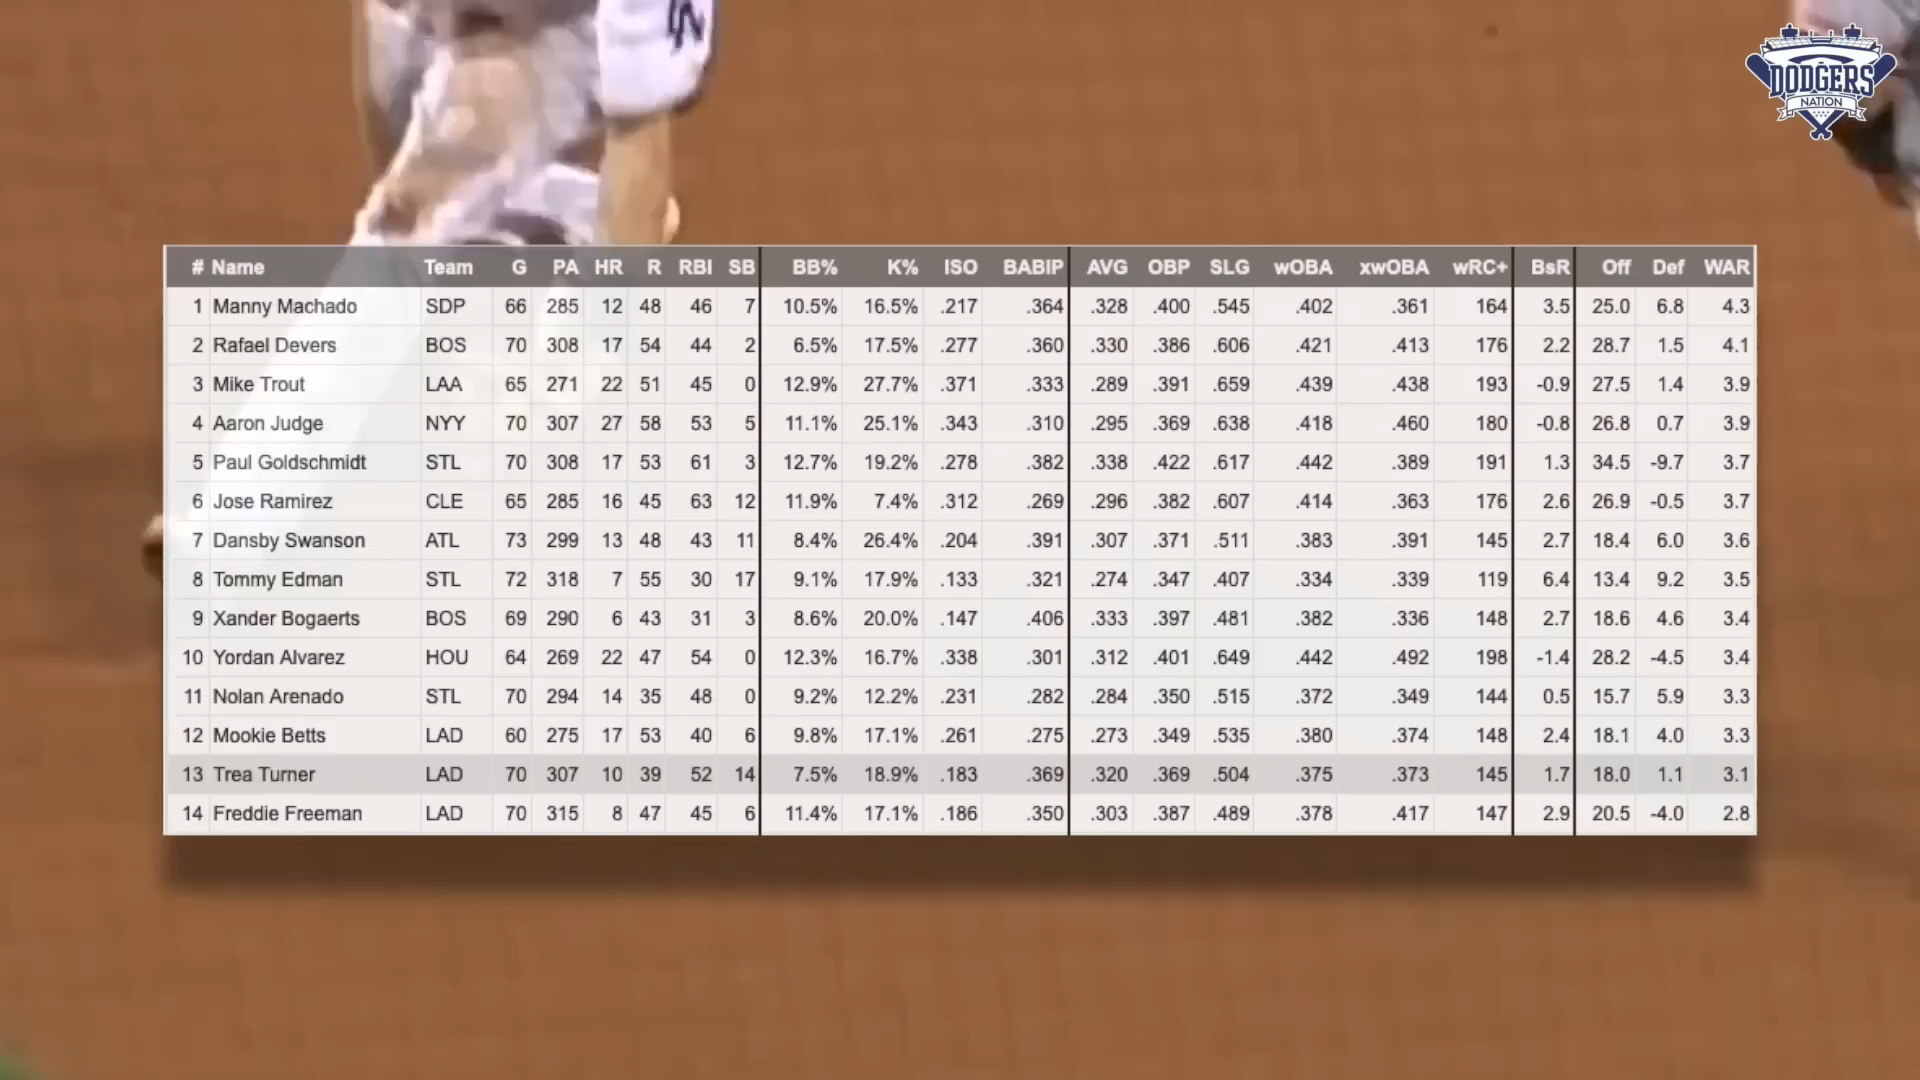 DODGERS
NATION
# Name Team G PA HR R RBI SB BB% K% ISO BABIP AVG OBP SLG wOBA xwOBA wRC+ BsR Off Def WAR
1 Manny Machado SDP 66 285 12 48 46 7 10.5% 16.5% .217 .364 .328 .400 .545 .402 .361 164 3.5 25.0 6.8 4.3
2 Rafael Devers BOS 70 308 17 54 44 2 6.5% 17.5% .277 .360 .330 .386 .606 .421 .413 176 2.2 28.7 1.5 4.1
3 Mike Trout LAA 65 271 22 51 45 0 12.9% 27.7% .371 .333 .289 .391 .659 .439 .438 193 -0.9 27.5 1.4 3.9
4 Aaron Judge NYY 70 307 27 58 53 5 11.1% 25.1% .343 .310 .295 .369 .638 .418 .460 180 -0.8 26.8 0.7 3.9
5 Paul Goldschmidt STL 70 308 17 53 61 3 12.7% 19.2% .278 .382 .338 .422 .617 .442 .389 191 1.3 34.5 -9.7 3.7
6 Jose Ramirez CLE 65 285 16 45 63 12 11.9% 7.4% .312 .269 .296 .382 .607 .414 .363 176 2.6 26.9 -0.5 3.7
7 Dansby Swanson ATL 73 299 13 48 43 11 8.4% 26.4% .204 .391 .307 .371 .511 .383 .391 145 2.7 18.4 6.0 3.6
8 Tommy Edman STL 72 318 7 55 30 17 9.1% 17.9% .133 .321 .274 .347 .407 .334 .339 119 6.4 13.4 9.2 3.5
9 Xander Bogaerts BOS 69 290 6 43 31 3 8.6% 20.0% .147 .406 .333 .397 .481 .382 .336 148 2.7 18.6 4.6 3.4
10 Yordan Alvarez HOU 64 269 22 47 54 0 12.3% 16.7% .338 .301 .312 .401 .649 .442 .492 198 -1.4 28.2 -4.5 3.4
11 Nolan Arenado STL 70 294 14 35 48 0 9.2% 12.2% .231 .282 .284 .350 .515 .372 .349 144 0.5 15.7 5.9 3.3
12 Mookie Betts LAD 60 275 17 53 40 6 9.8% 17.1% .261 .275 .273 .349 .535 .380 .374 148 2.4 18.1 4.0 3.3
13 Trea Turner LAD 70 307 10 39 52 14 7.5% 18.9% .183 .369 .320 .369 .504 .375 .373 145 1.7 18.0 1.1 3.1
14 Freddie Freeman LAD 70 315 8 47 45 6 11.4% 17.1% .186 .350 .303 .387 .489 .378 .417 147 2.9 20.5 -4.0 2.8